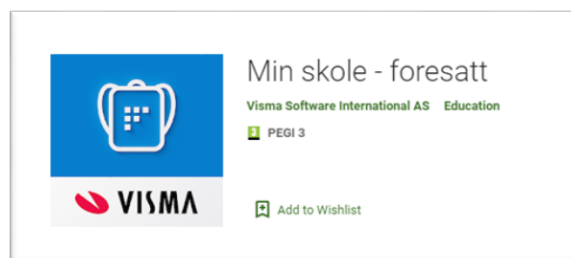 Min skole - foresatt
Visma Software International AS Education
3 PEGI 3
VISMA
Add to Wishlist